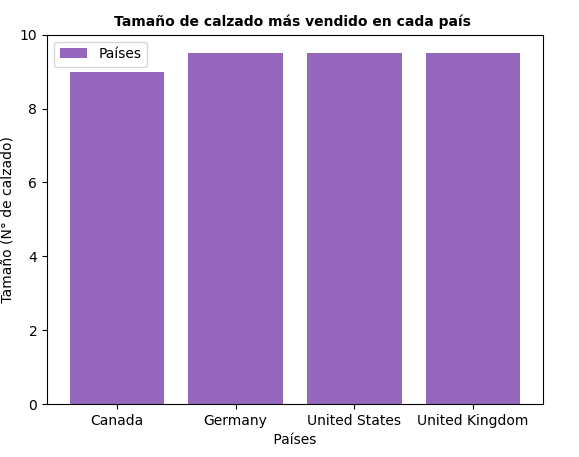 Tamaño de calzado más vendido en cada país
Países
10
8
6
4
2
0
Tamaño (N° de calzado)
Canada
Germany
United States
United Kingdom
Países